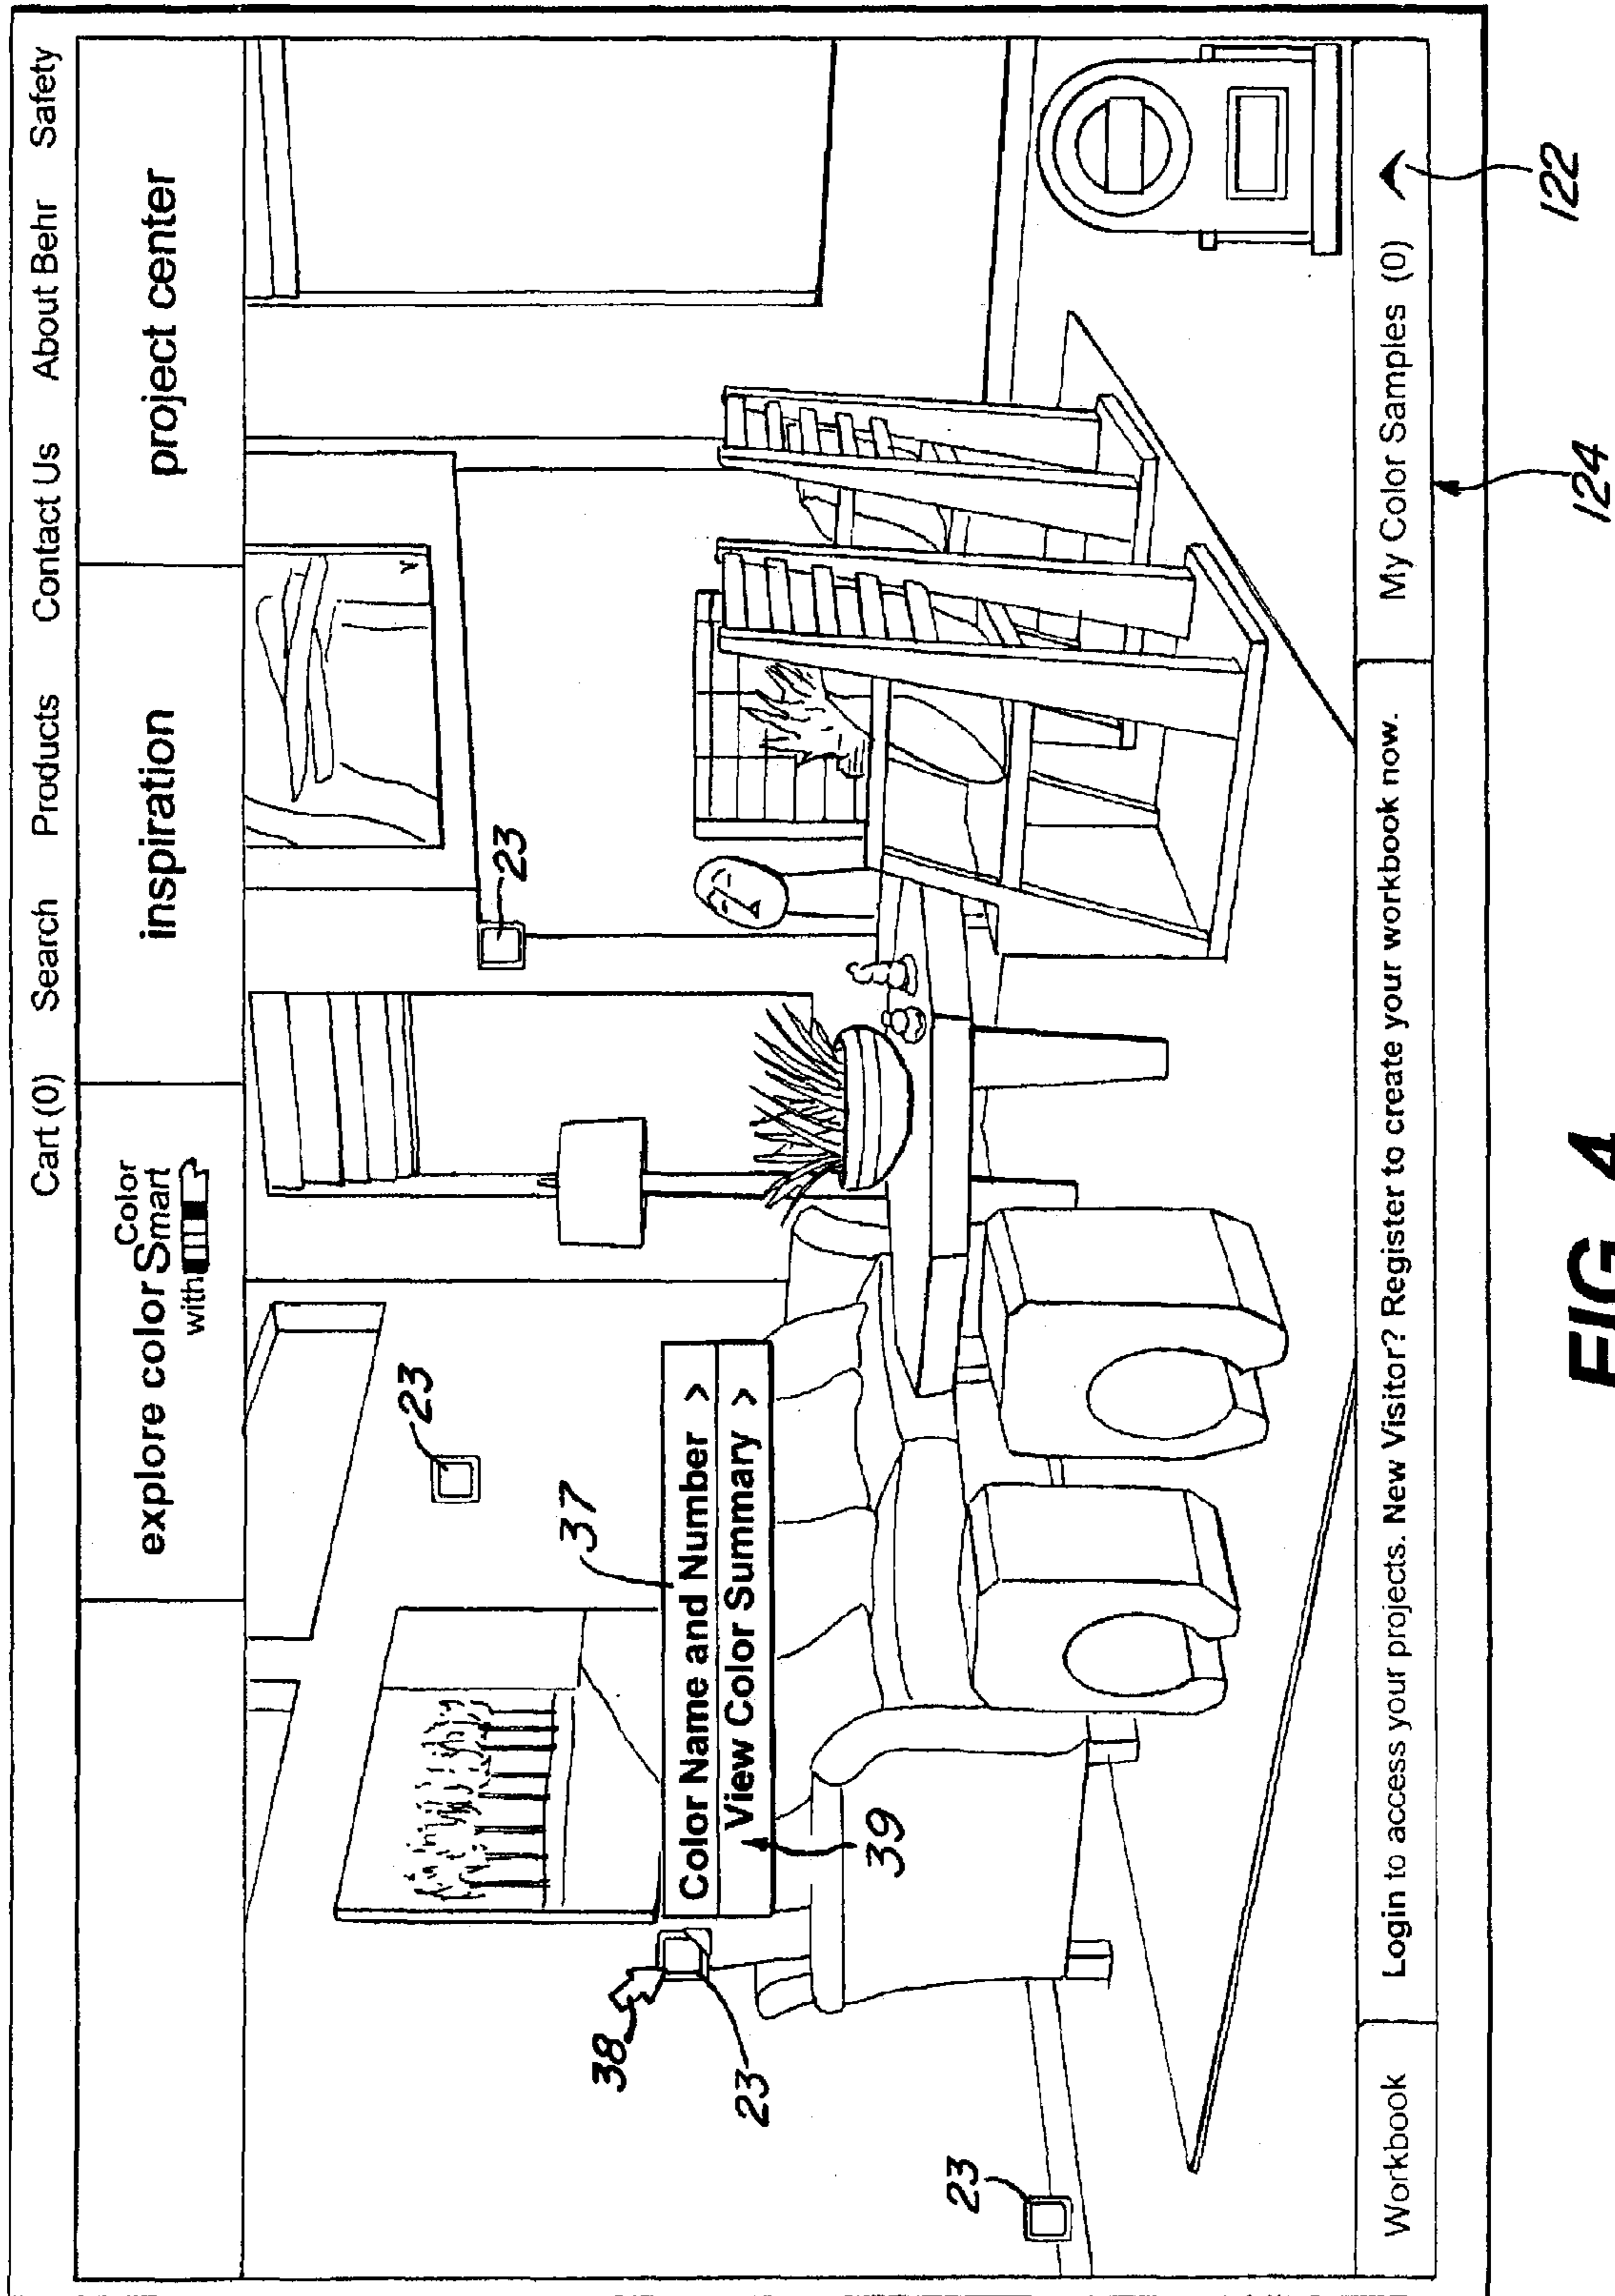 Cart (0) Search Products Contact Us About Behr Safety
explore color
Color
Smart
with
inspiration
project center
23
23
37
Color Name and Number >
View Color Summary >
39
38
23
23
Workbook
Login to access your projects. New Visitor? Register to create your workbook now.
My Color Samples (0)
124
122
FIG. 4